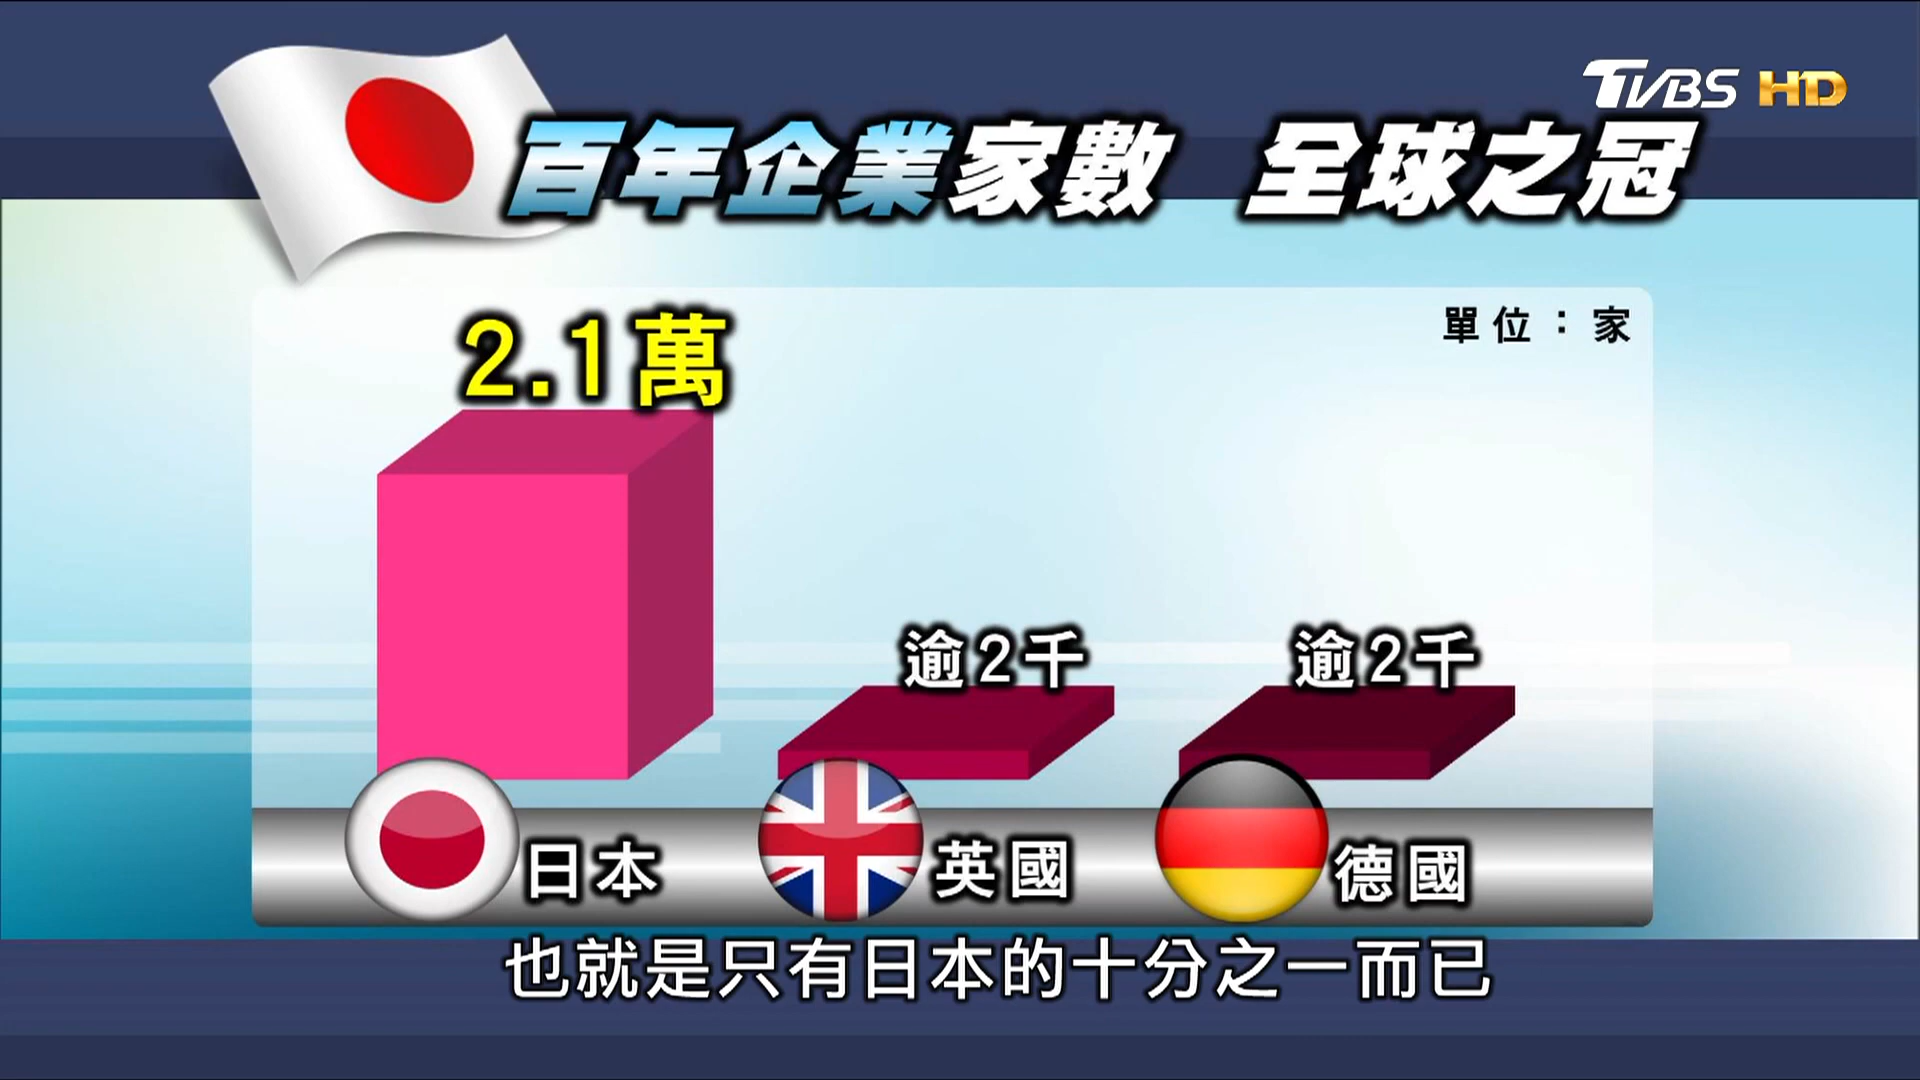 TVBS HD
百年企業家數 全球之冠
單位：家
2.1萬
逾2千
逾2千
日本
英國
德國
也就是只有日本的十分之一而已